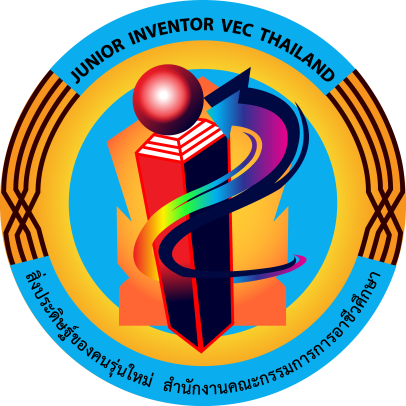 JUNIOR INVENTOR VEC THAILAND
สิ่งประดิษฐ์ของคนรุ่นใหม่ สำนักงานคณะกรรมการการอาชีวศึกษา